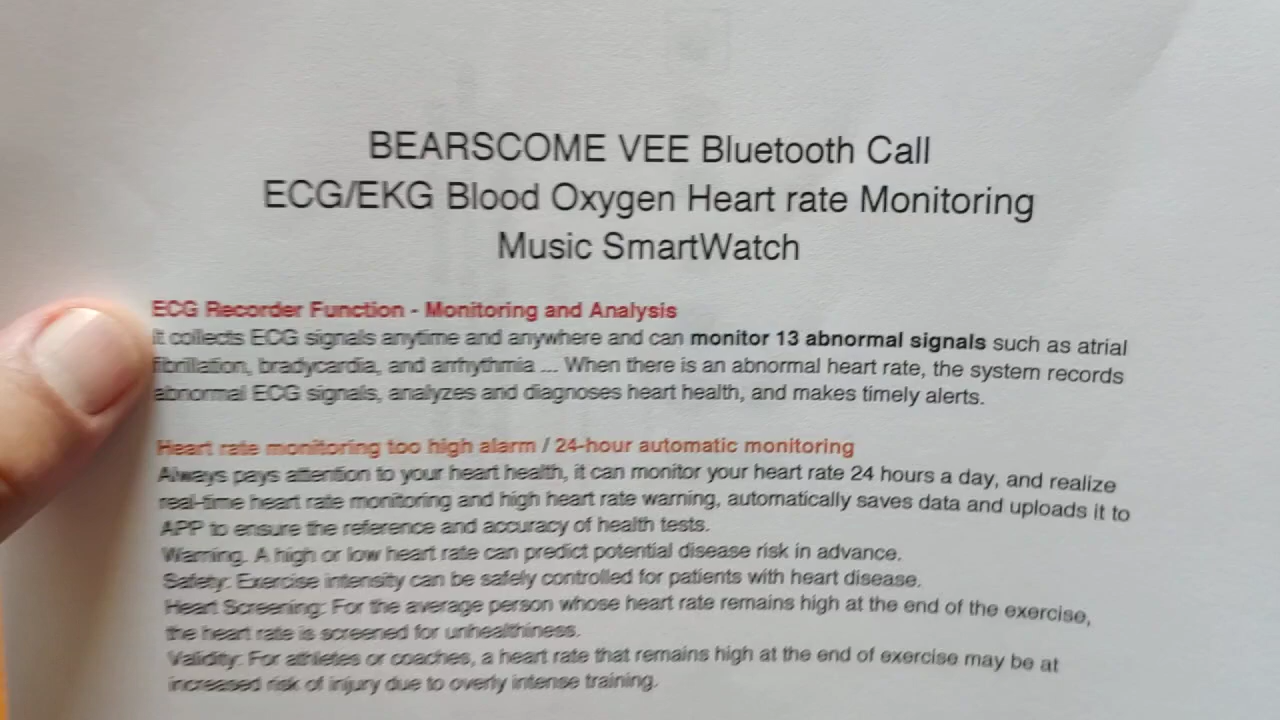 BEARSCOME VEE Bluetooth Call
ECG/EKG Blood Oxygen Heart rate Monitoring
Music SmartWatch
ECG Recorder Function - Monitoring and Analysis
It collects ECG signals anytime and anywhere and can monitor 13 abnormal signals such as atrial
fibrillation, bradycardia, and arrhythmia ... When there is an abnormal heart rate, the system records
abnormal ECG signals, analyzes and diagnoses heart health, and makes timely alerts.
Heart rate monitoring too high alarm / 24-hour automatic monitoring
Always pays attention to your heart health, it can monitor your heart rate 24 hours a day, and realize
real-time heart rate monitoring and high heart rate warning, automatically saves data and uploads it to
APP to ensure the reference and accuracy of health tests.
Warning. A high or low heart rate can predict potential disease risk in advance.
Safety: Exercise intensity can be safely controlled for patients with heart disease.
Heart Screening: For the average person whose heart rate remains high at the end of the exercise,
the heart rate is screened for unhealthiness.
Validity: For athletes or coaches, a heart rate that remains high at the end of exercise may be at
increased risk of injury due to overly intense training.